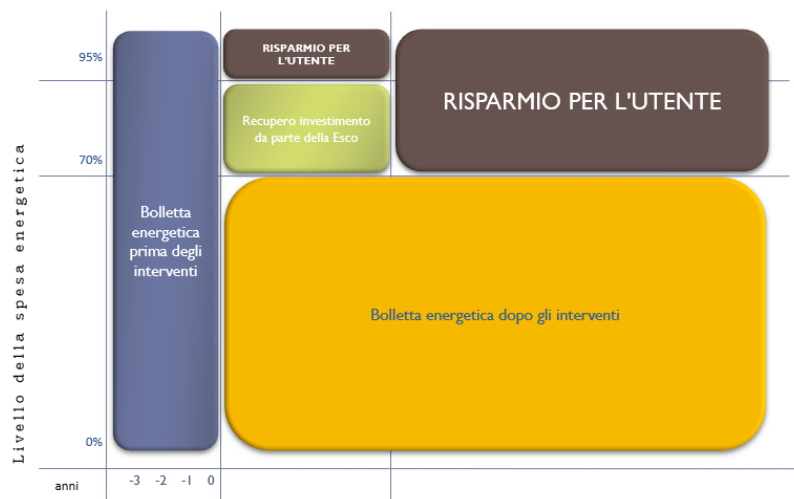 95%
RISPARMIO PER
L'UTENTE
RISPARMIO PER L'UTENTE
Recupero investimento
da parte della Esco
70%
Livello della spesa energetica
Bolletta
energetica
prima degli
interventi
Bolletta energetica dopo gli interventi
0%
anni
-3 -2 -1 0